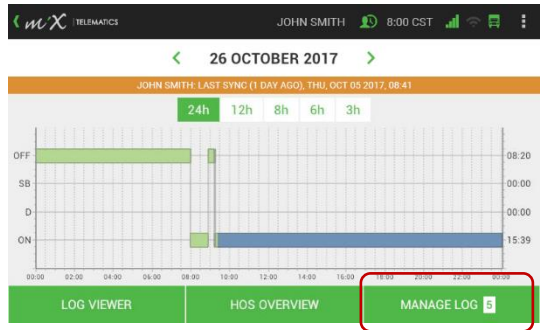 miX TELEMATICS JOHN SMITH 8:00 CST
26 OCTOBER 2017
JOHN SMITH: LAST SYNC (1 DAY AGO), THU, OCT 05 2017, 08:41
24h 12h 8h 6h 3h
OFF 08:20
SB 00:00
D 00:00
ON 15:39
00:00 02:00 04:00 06:00 08:00 10:00 12:00 14:00 16:00 18:00 20:00 22:00 00:00
LOG VIEWER HOS OVERVIEW MANAGE LOG 5